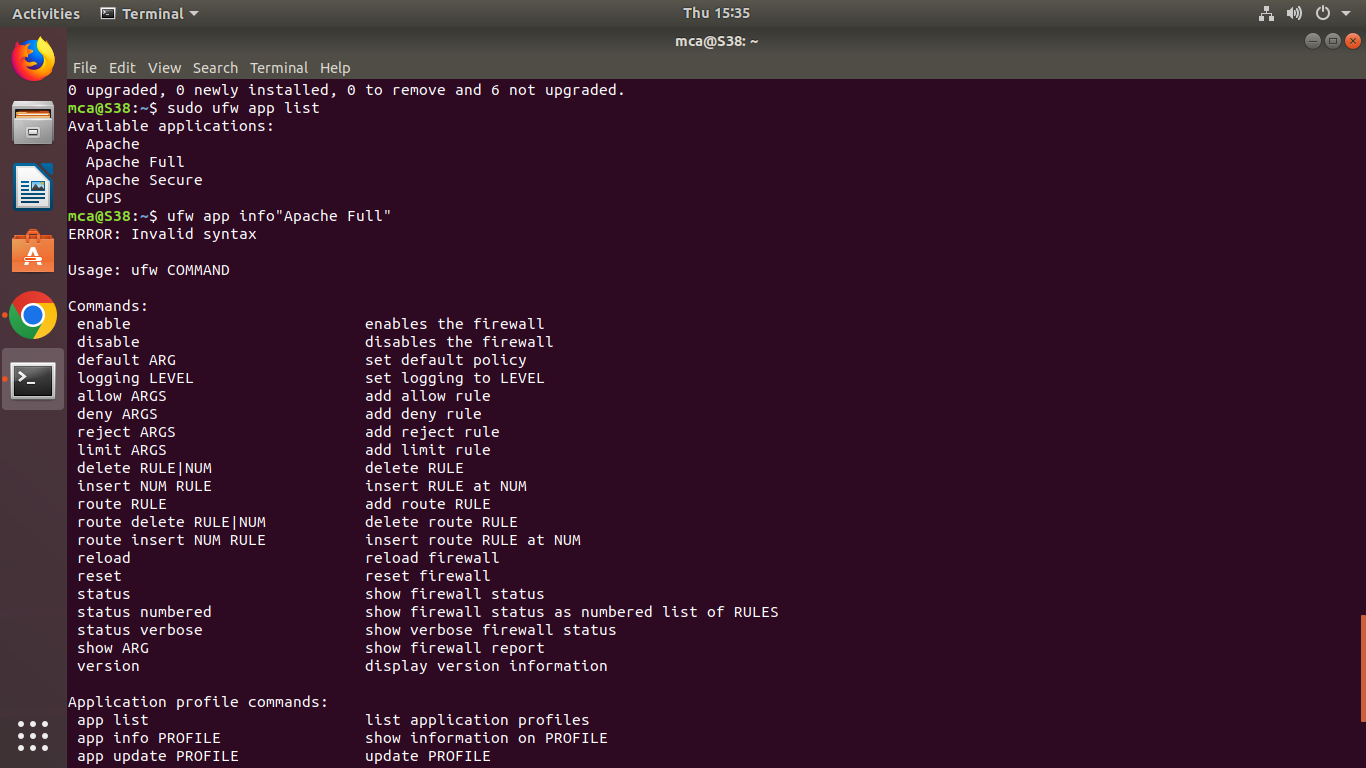 Activities Terminal Thu 15:35
mca@S38: ~
File Edit View Search Terminal Help
0 upgraded, 0 newly installed, 0 to remove and 6 not upgraded.
mca@S38:~$ sudo ufw app list
Available applications:
  Apache
  Apache Full
  Apache Secure
  CUPS
mca@S38:~$ ufw app info"Apache Full"
ERROR: Invalid syntax

Usage: ufw COMMAND

Commands:
 enable                          enables the firewall
 disable                         disables the firewall
 default ARG                     set default policy
 logging LEVEL                   set logging to LEVEL
 allow ARGS                      add allow rule
 deny ARGS                       add deny rule
 reject ARGS                     add reject rule
 limit ARGS                      add limit rule
 delete RULE|NUM                 delete RULE
 insert NUM RULE                 insert RULE at NUM
 route RULE                      add route RULE
 route delete RULE|NUM           delete route RULE
 route insert NUM RULE           insert route RULE at NUM
 reload                          reload firewall
 reset                           reset firewall
 status                          show firewall status
 status numbered                 show firewall status as numbered list of RULES
 status verbose                  show verbose firewall status
 show ARG                        show firewall report
 version                         display version information

Application profile commands:
 app list                        list application profiles
 app info PROFILE                show information on PROFILE
 app update PROFILE              update PROFILE